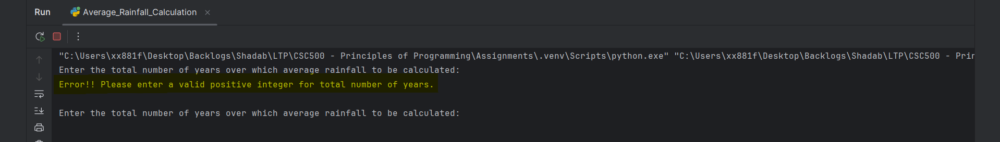 Run Average_Rainfall_Calculation
"C:\Users\xx881f\Desktop\Backlogs\Shadab\LTP\CSC500 - Principles of Programming\Assignments\.venv\Scripts\python.exe" "C:\Users\xx881f\Desktop\Backlogs\Shadab\LTP\CSC500 - Prin
Enter the total number of years over which average rainfall to be calculated:
Error!! Please enter a valid positive integer for total number of years.
Enter the total number of years over which average rainfall to be calculated: